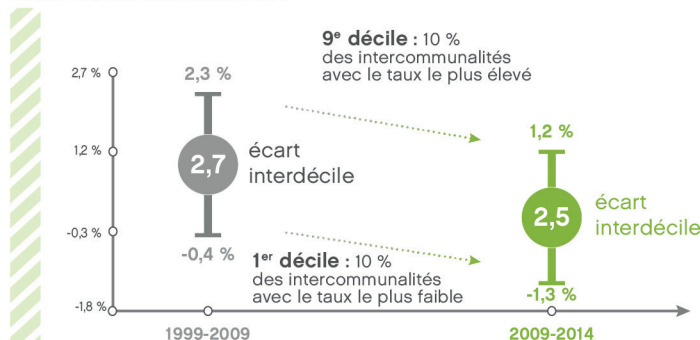 9e décile : 10 %
des intercommunalités
avec le taux le plus élevé
2,7 %
2,3 %
1,2 %
1,2 %
2,7
écart
interdécile
2,5
écart
interdécile
-0,3 %
-0,4 %
1er décile : 10 %
des intercommunalités
avec le taux le plus faible
-1,3 %
-1,8 %
1999-2009
2009-2014